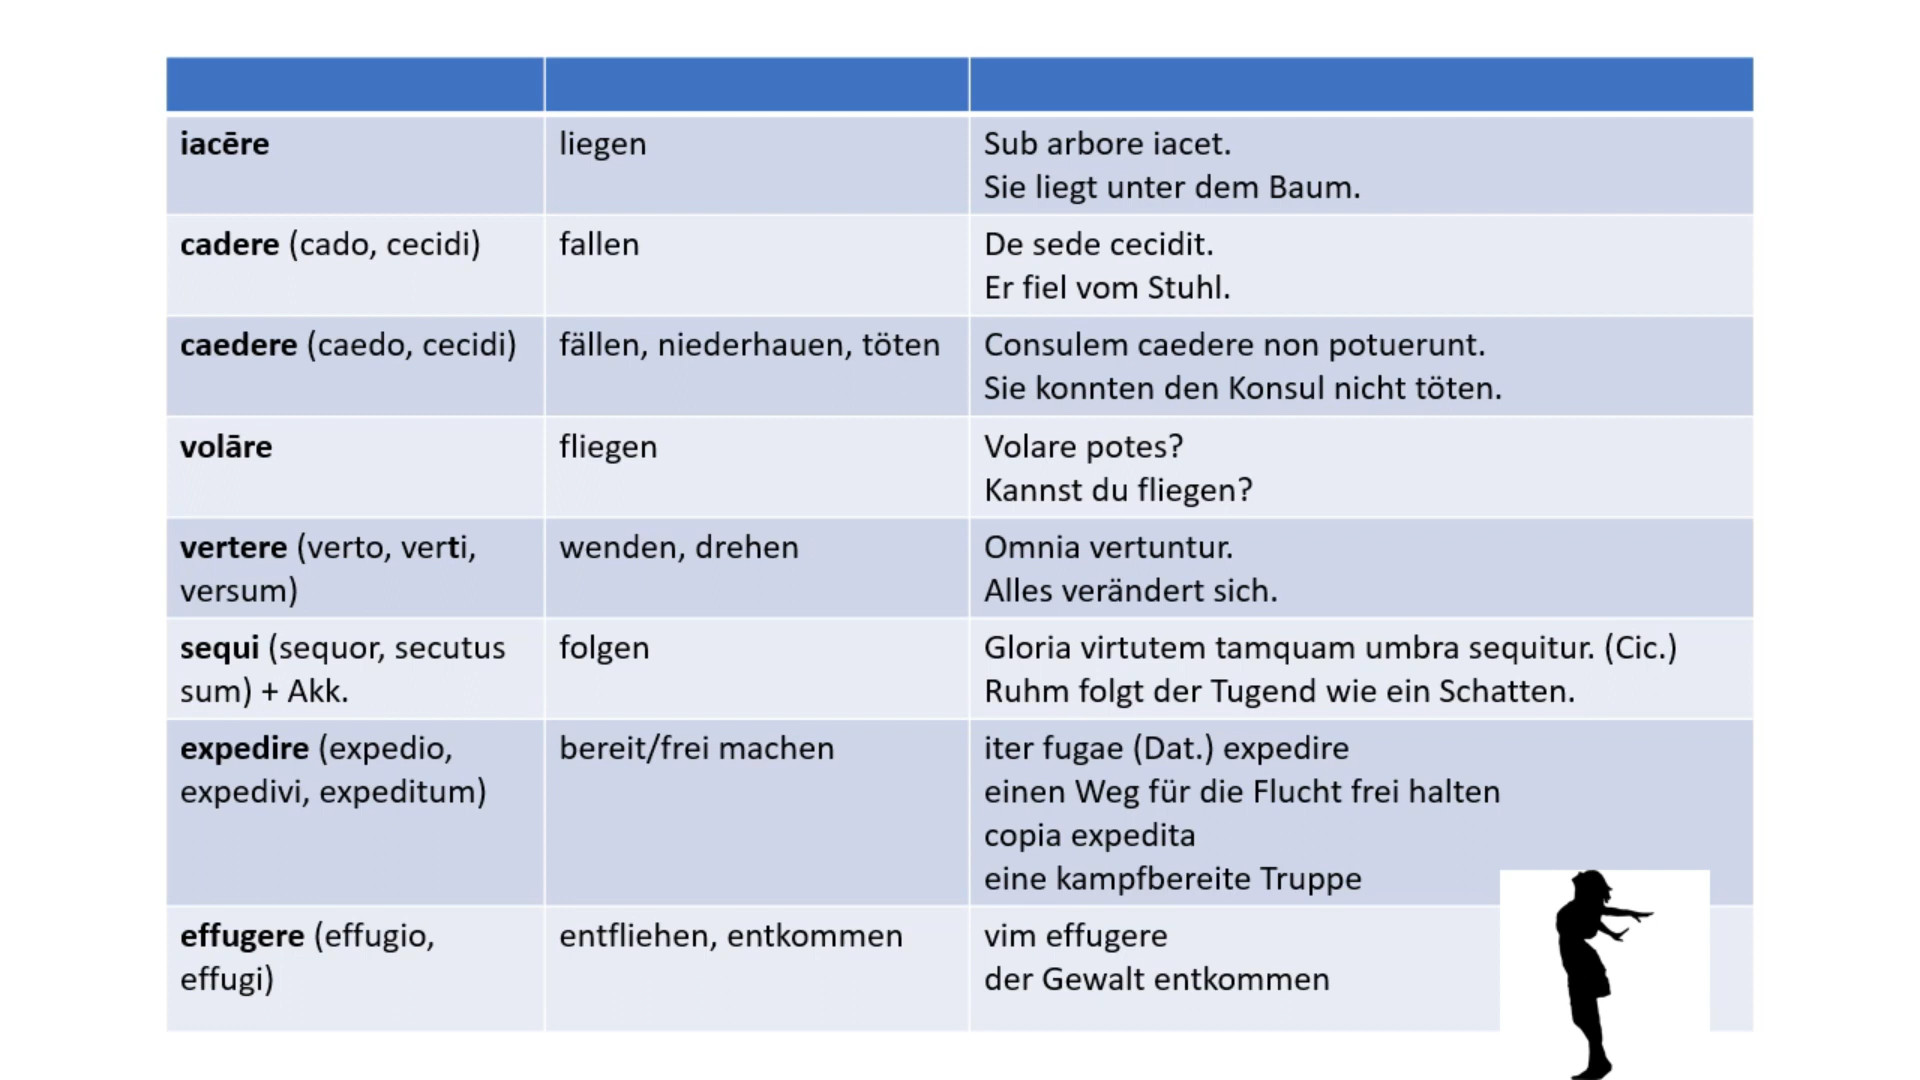 iacēre
liegen
Sub arbore iacet.
Sie liegt unter dem Baum.
cadere (cado, cecidi)
fallen
De sede cecidit.
Er fiel vom Stuhl.
caedere (caedo, cecidi)
fällen, niederhauen, töten
Consulem caedere non potuerunt.
Sie konnten den Konsul nicht töten.
volāre
fliegen
Volare potes?
Kannst du fliegen?
vertere (verto, verti,
versum)
wenden, drehen
Omnia vertuntur.
Alles verändert sich.
sequi (sequor, secutus
sum) + Akk.
folgen
Gloria virtutem tamquam umbra sequitur. (Cic.)
Ruhm folgt der Tugend wie ein Schatten.
expedire (expedio,
expedivi, expeditum)
bereit/frei machen
iter fugae (Dat.) expedire
einen Weg für die Flucht frei halten
copia expedita
eine kampfbereite Truppe
effugere (effugio,
effugi)
entfliehen, entkommen
vim effugere
der Gewalt entkommen